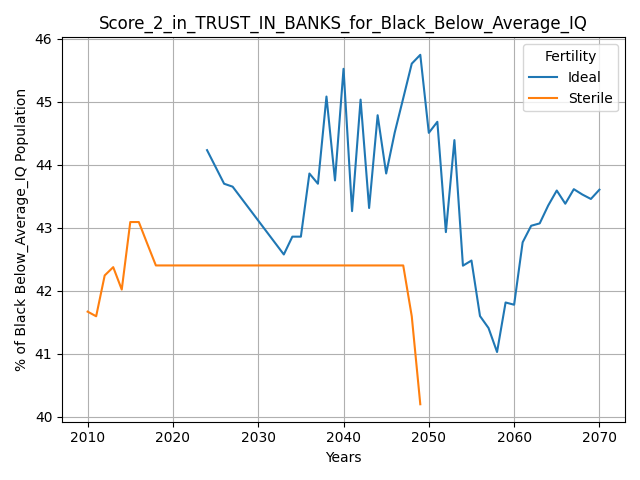 Score_2_in_TRUST_IN_BANKS_for_Black_Below_Average_IQ
46
45
44
43
42
41
40
% of Black Below_Average_IQ Population
Fertility
Ideal
Sterile
2010 2020 2030 2040 2050 2060 2070
Years